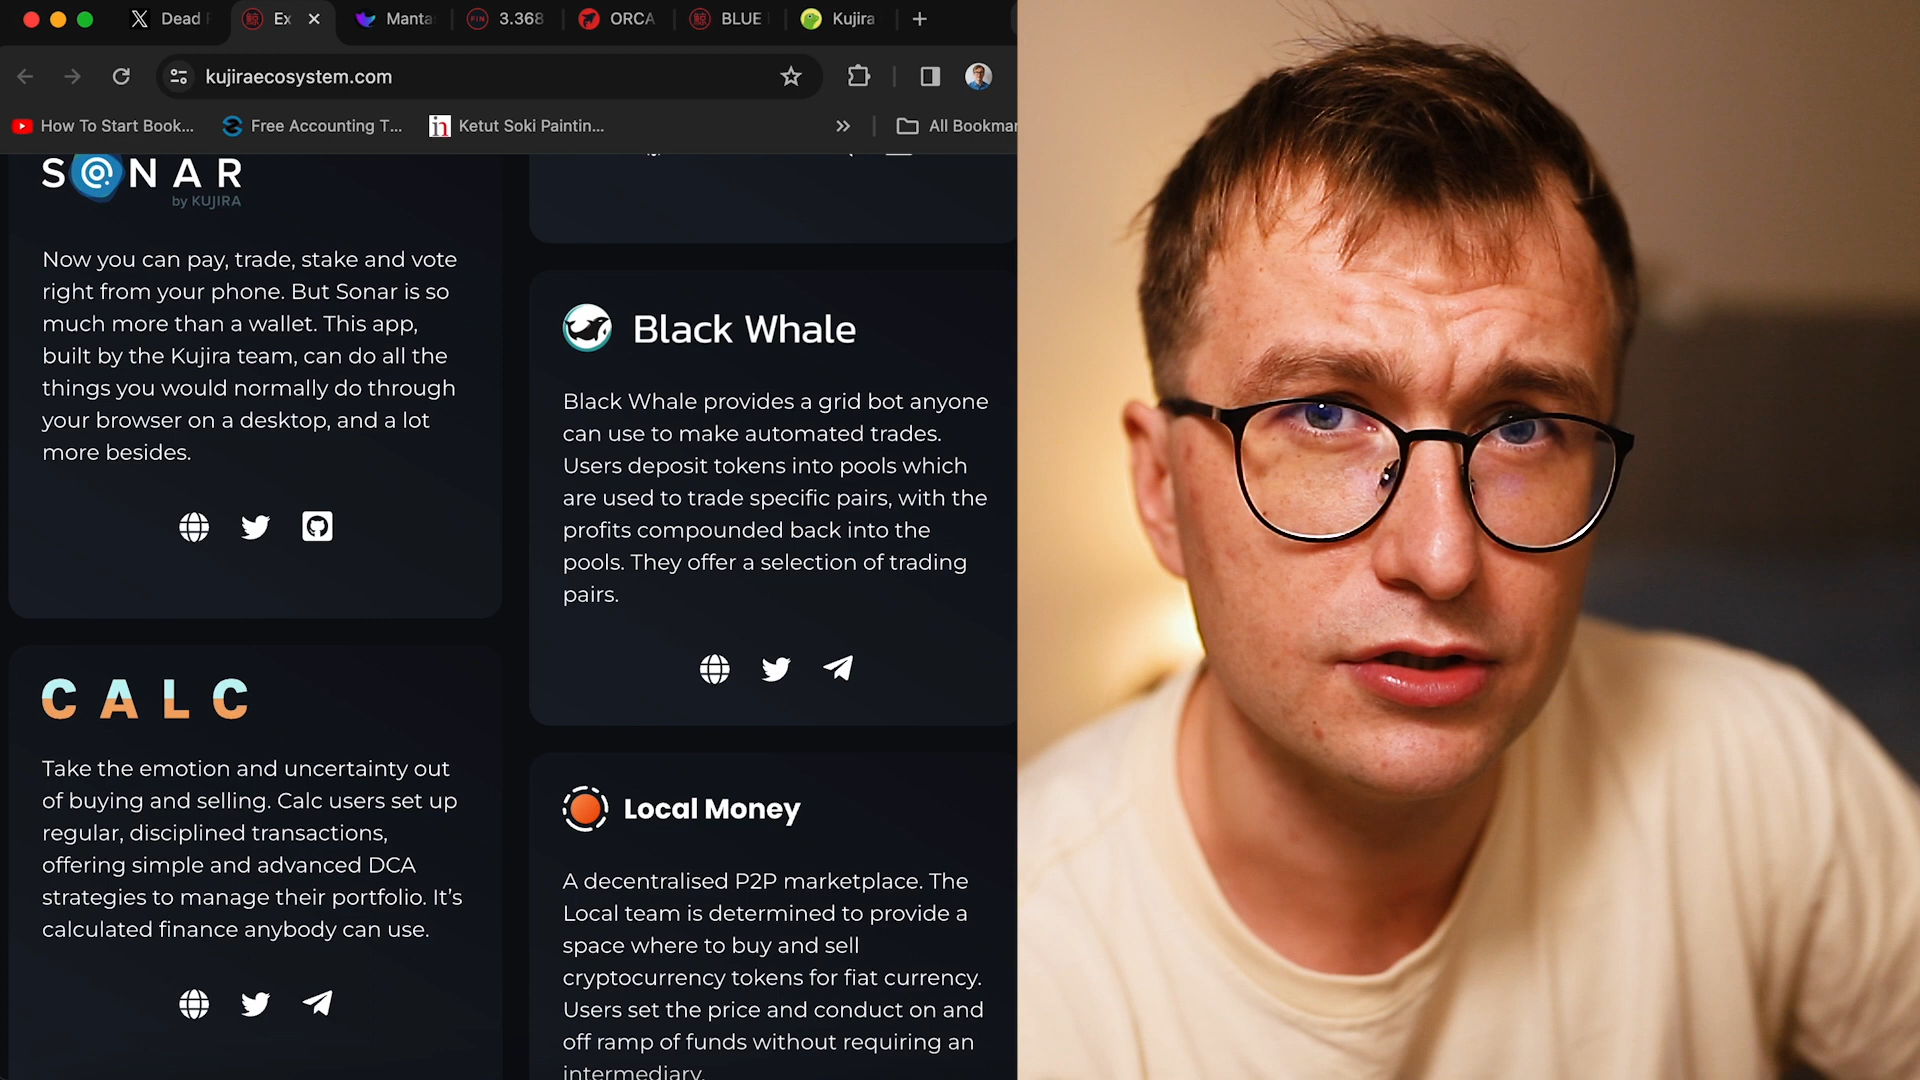 Dead
Ex
Manta
FIN
3.368
ORCA
BLUE
Kujira
kujiraecosystem.com
How To Start Book...
Free Accounting T...
in
Ketut Soki Paintin...
All Bookmar
SONAR
by KUJIRA
Now you can pay, trade, stake and vote
right from your phone. But Sonar is so
much more than a wallet. This app,
built by the Kujira team, can do all the
things you would normally do through
your browser on a desktop, and a lot
more besides.
CALC
Take the emotion and uncertainty out
of buying and selling. Calc users set up
regular, disciplined transactions,
offering simple and advanced DCA
strategies to manage their portfolio. It’s
calculated finance anybody can use.
Black Whale
Black Whale provides a grid bot anyone
can use to make automated trades.
Users deposit tokens into pools which
are used to trade specific pairs, with the
profits compounded back into the
pools. They offer a selection of trading
pairs.
Local Money
A decentralised P2P marketplace. The
Local team is determined to provide a
space where to buy and sell
cryptocurrency tokens for fiat currency.
Users set the price and conduct on and
off ramp of funds without requiring an
intermediary.